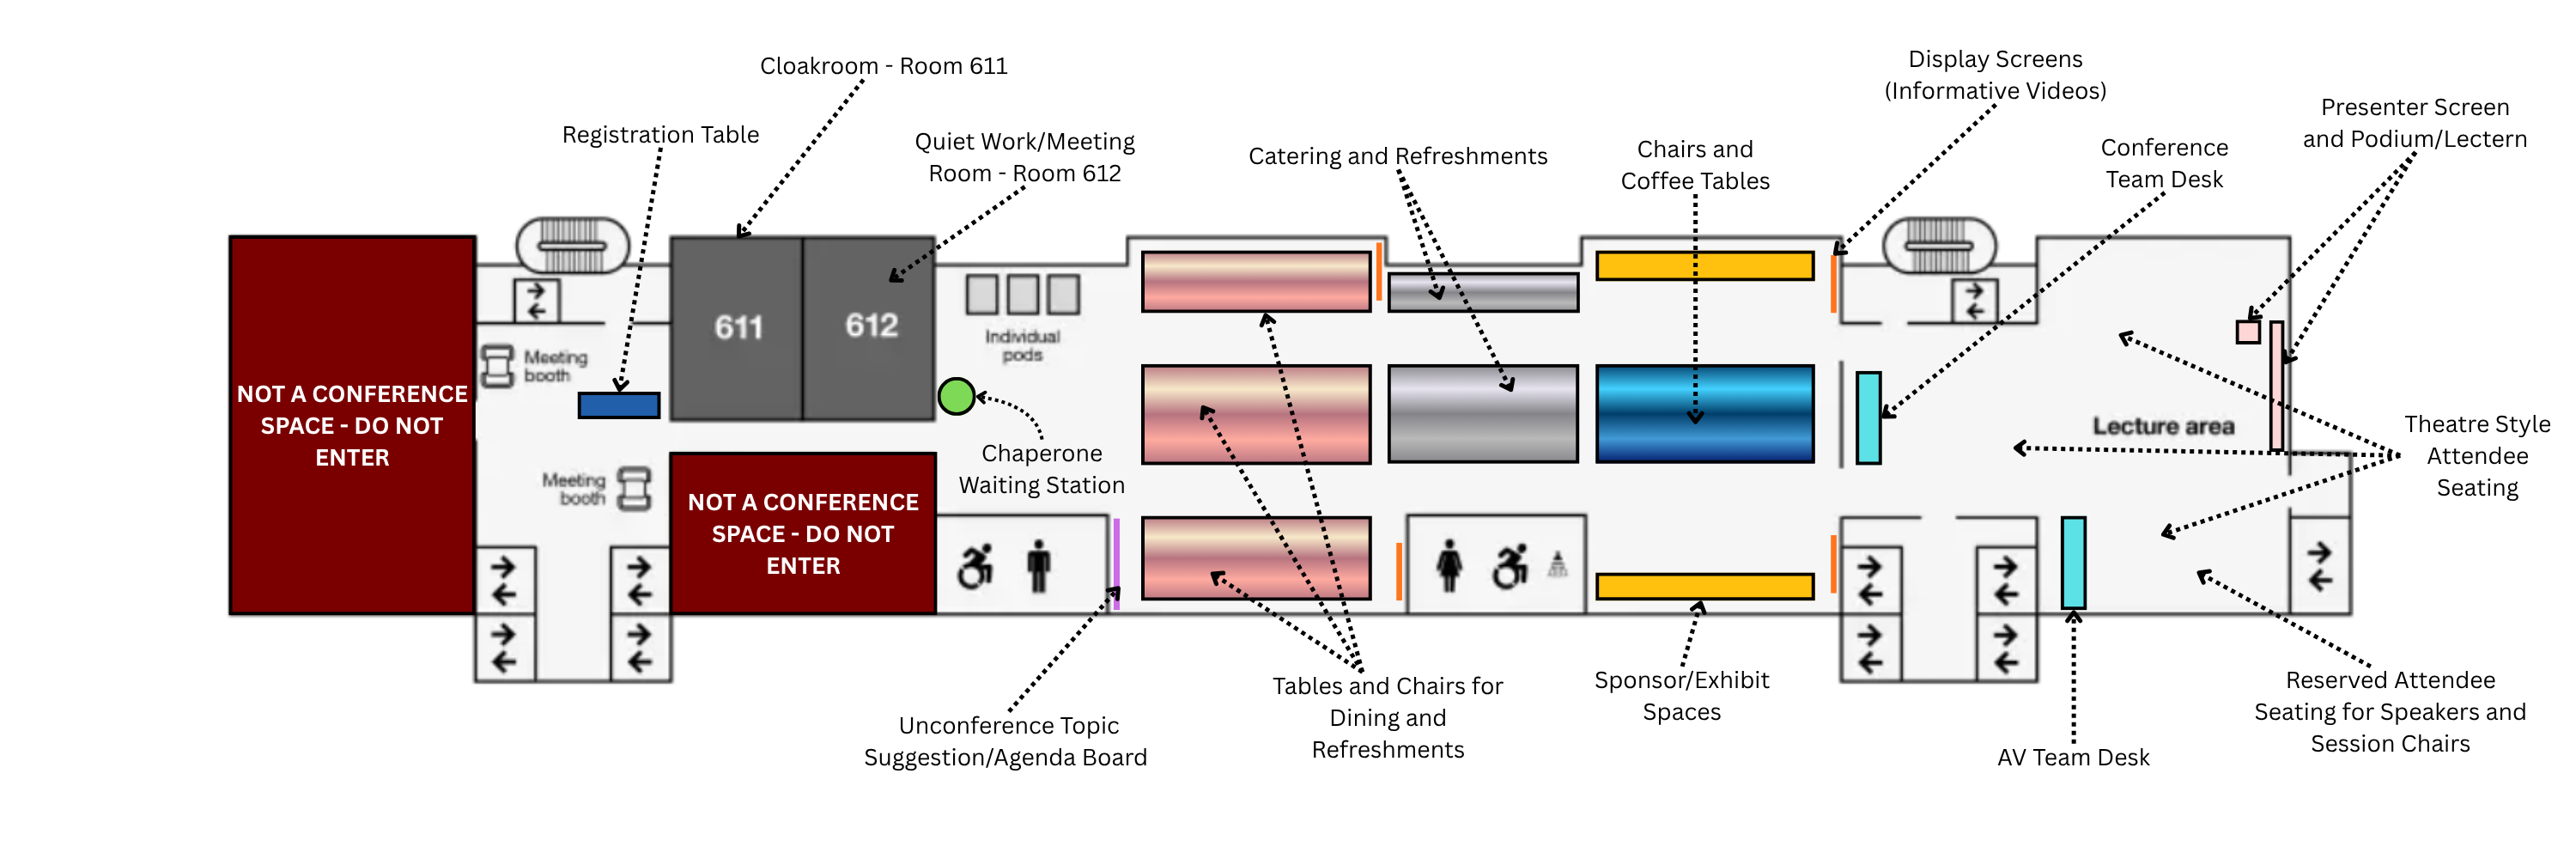 Cloakroom - Room 611
Registration Table
Quiet Work/Meeting
Room - Room 612
Catering and Refreshments
Chairs and
Coffee Tables
Display Screens
(Informative Videos)
Conference
Team Desk
Presenter Screen
and Podium/Lectern
NOT A CONFERENCE
SPACE - DO NOT
ENTER
Meeting
booth
Meeting
booth
611
612
NOT A CONFERENCE
SPACE - DO NOT
ENTER
Individual
pods
Chaperone
Waiting Station
Lecture area
Theatre Style
Attendee
Seating
Unconference Topic
Suggestion/Agenda Board
Tables and Chairs for
Dining and
Refreshments
Sponsor/Exhibit
Spaces
AV Team Desk
Reserved Attendee
Seating for Speakers and
Session Chairs